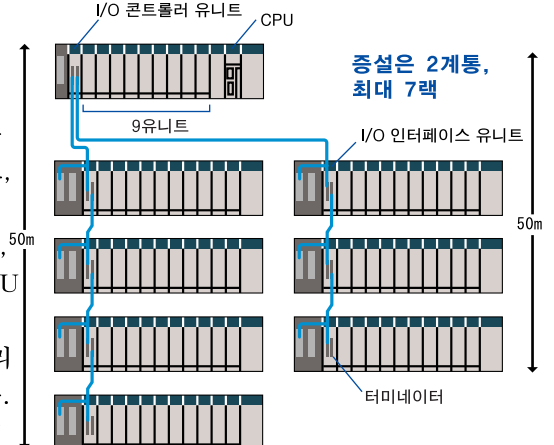 I/O 콘트롤러 유니트
CPU
증설은 2계통,
최대 7랙
9유니트
I/O 인터페이스 유니트
50m
50m
U
터미네이터